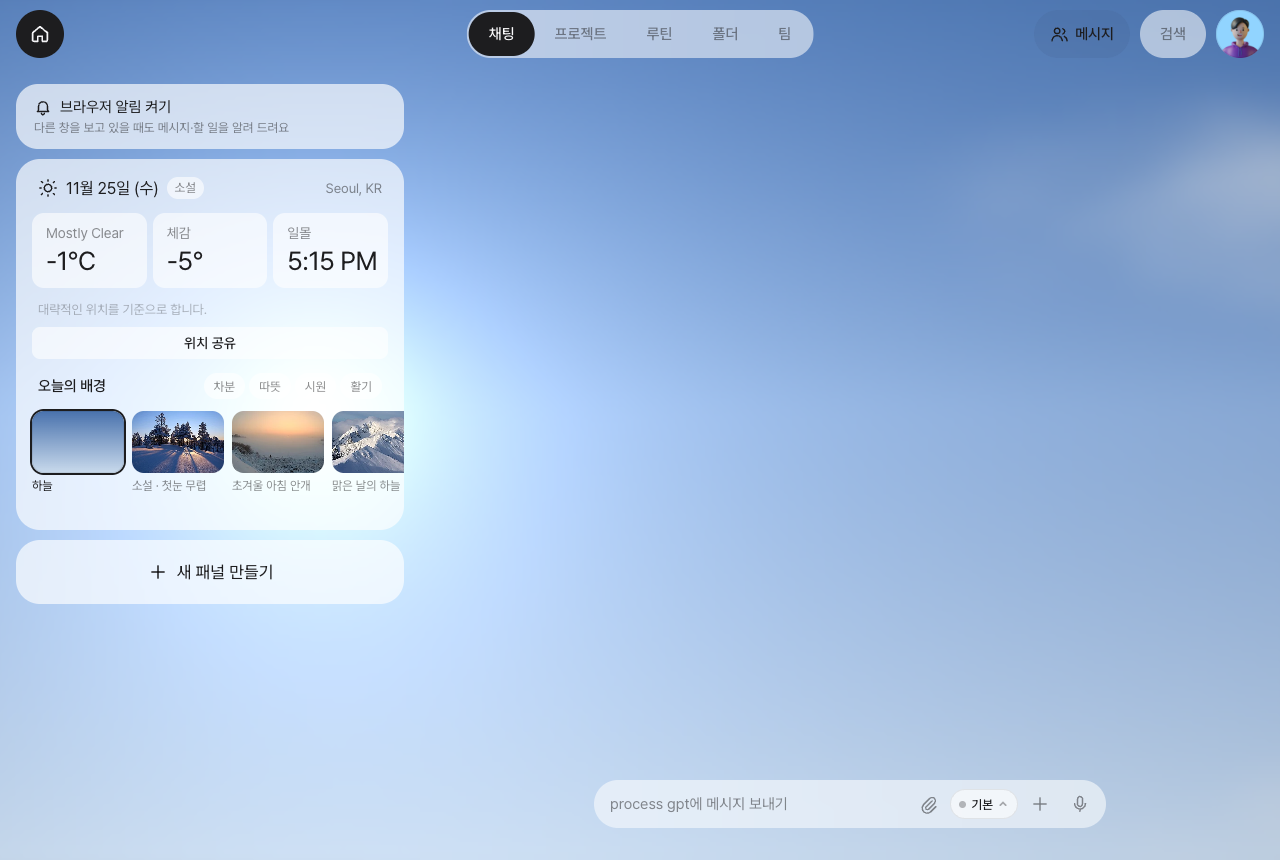 채팅
프로젝트
루틴
폴더
팀
메시지
검색
브라우저 알림 켜기
다른 창을 보고 있을 때도 메시지·할 일을 알려 드려요
11월 25일 (수)
소설
Seoul, KR
Mostly Clear
-1°C
체감
-5°
일몰
5:15 PM
대략적인 위치를 기준으로 합니다.
위치 공유
오늘의 배경
차분
따뜻
시원
활기
하늘
소설 · 첫눈 무렵
초겨울 아침 안개
맑은 날의 하늘
새 패널 만들기
process gpt에 메시지 보내기
기본